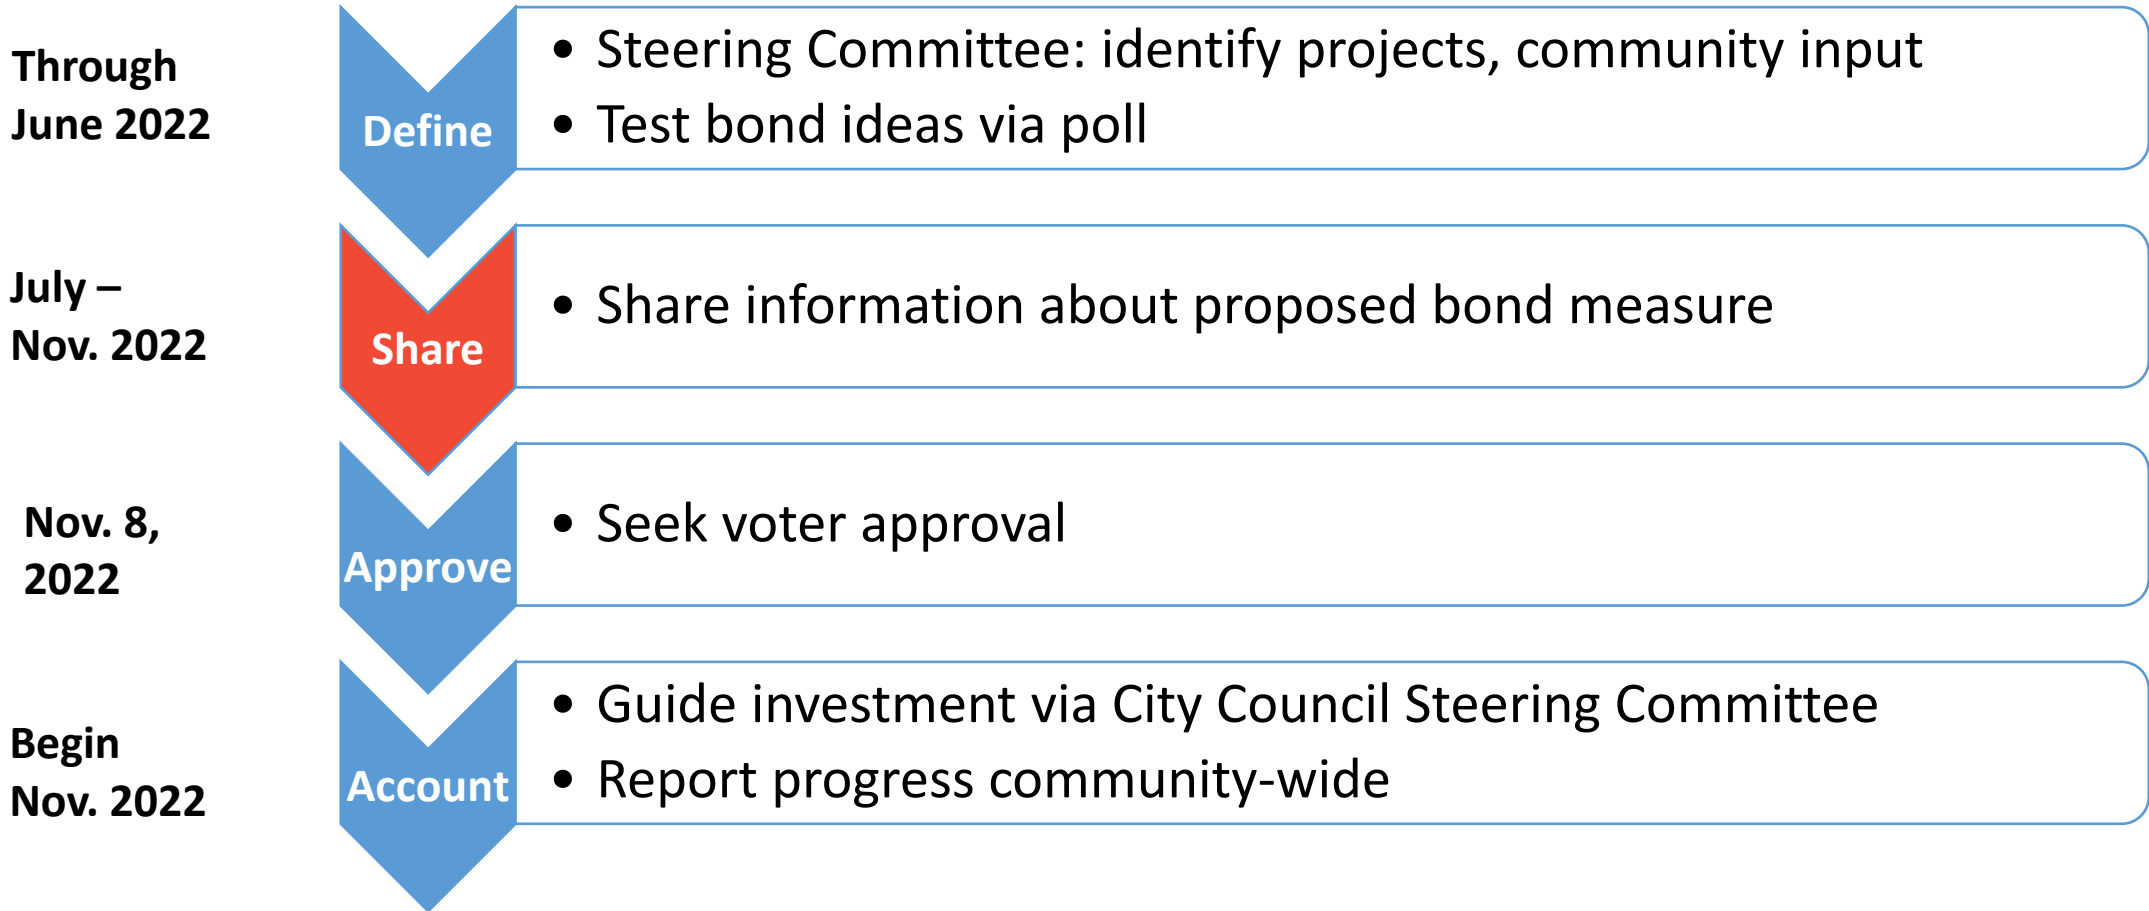 Through
June 2022
Define
• Steering Committee: identify projects, community input
• Test bond ideas via poll
July –
Nov. 2022
Share
• Share information about proposed bond measure
Nov. 8,
2022
Approve
• Seek voter approval
Begin
Nov. 2022
Account
• Guide investment via City Council Steering Committee
• Report progress community-wide